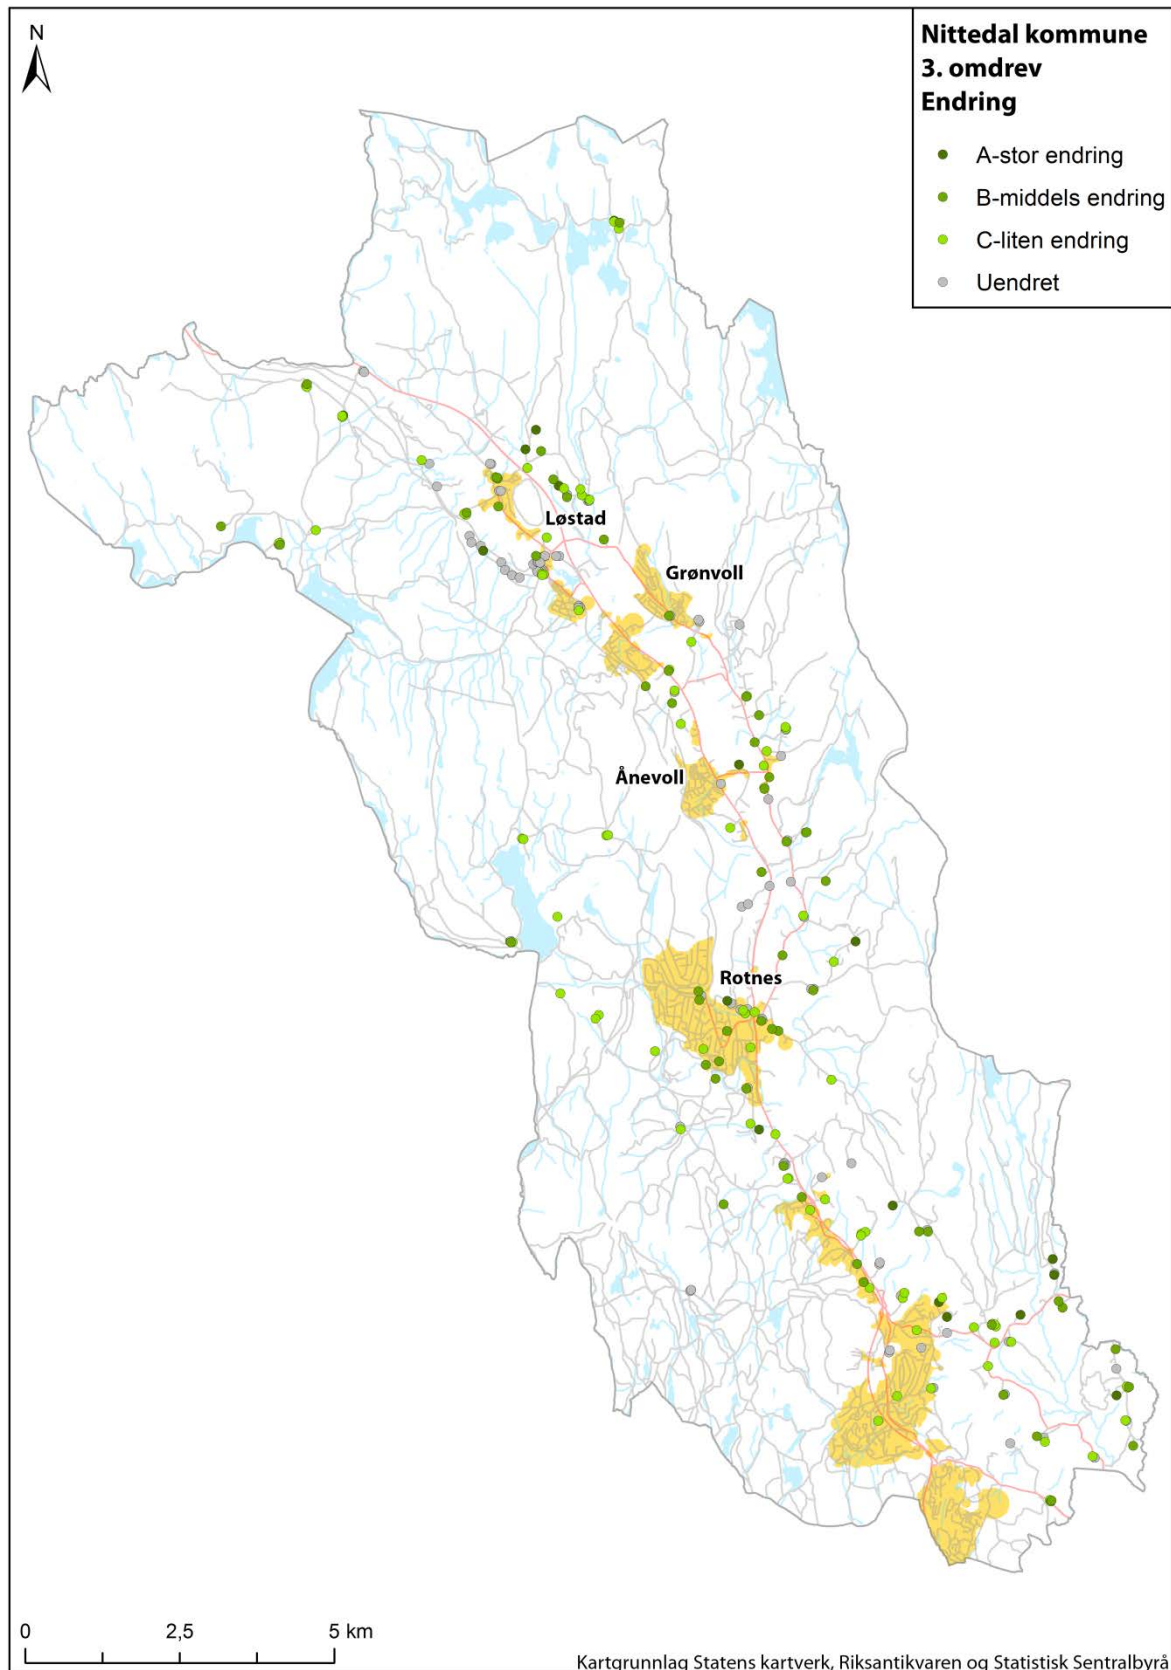 N
Nittedal kommune
3. omdrev
Endring
A-stor endring
B-middels endring
C-liten endring
Uendret
Løstad
Grønvoll
Ånevoll
Rotnes
0 2,5 5 km
Kartgrunnlag Statens kartverk, Riksantikvaren og Statistisk Sentralbyrå